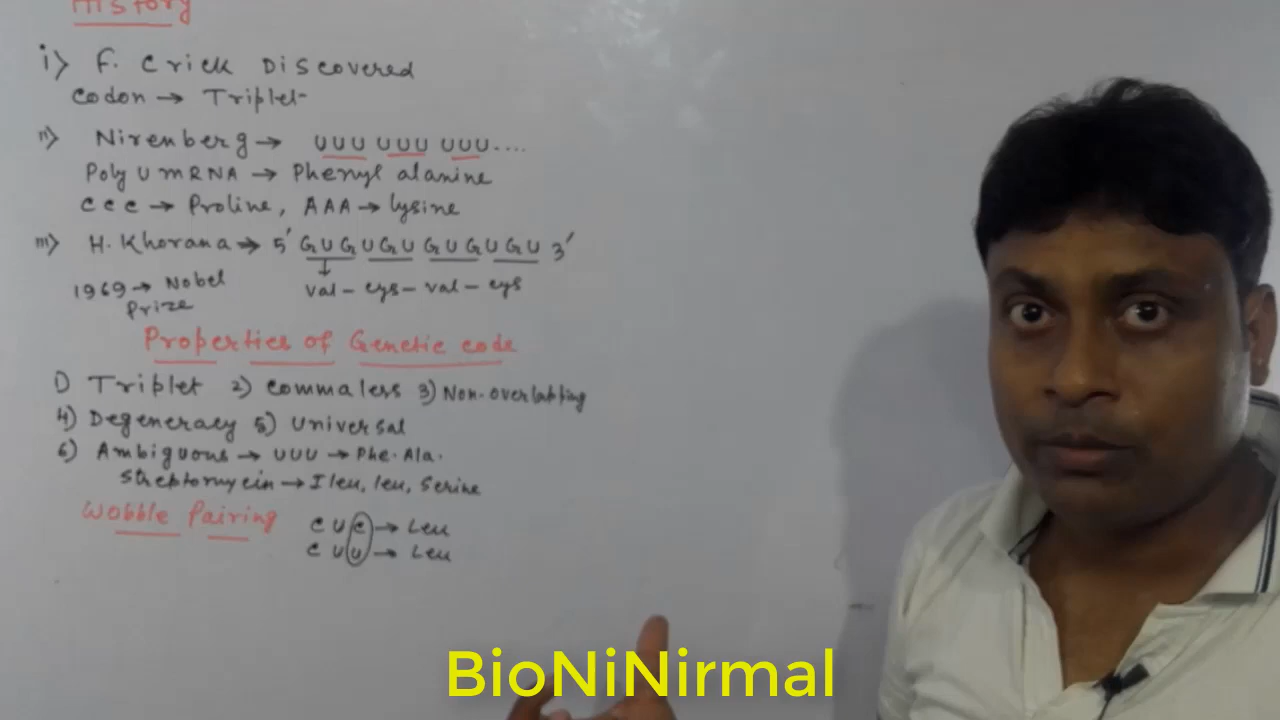 History
i) F. Crick Discovered
Codon → Triplet
ii) Nirenberg → UUU UUU UUU....
Poly U mRNA → Phenyl alanine
CCC → Proline, AAA → Lysine
iii) H. Khorana → 5' GUGUGUGUGUGU 3'
↓
Val - Cys - Val - Cys
1969 → Nobel
Prize
Properties of Genetic code
1) Triplet 2) Commaless 3) Non-overlapping
4) Degeneracy 5) Universal
6) Ambiguous → UUU → Phe. Ala.
Streptomycin → Ileu, leu, Serine
Wobble Pairing
CUC → Leu
CUU → Leu
BioNiNirmal